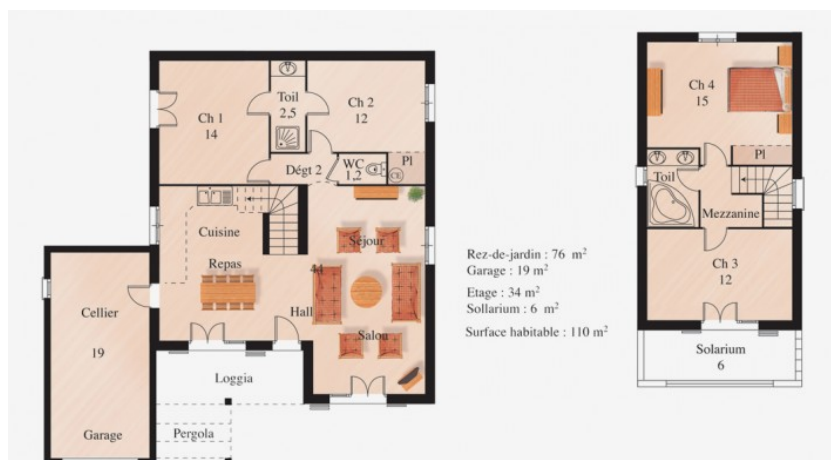 Ch 1
14
Toil
2,5
Ch 2
12
Dégt 2
WC
1,2
Pl
CE
Cuisine
Séjour
Repas
44
Hall
Salon
Cellier
19
Garage
Loggia
Pergola
Rez-de-jardin : 76 m²
Garage : 19 m²
Etage : 34 m²
Sollarium : 6 m²
Surface habitable : 110 m²
Ch 4
15
Pl
Toil
Mezzanine
Ch 3
12
Solarium
6